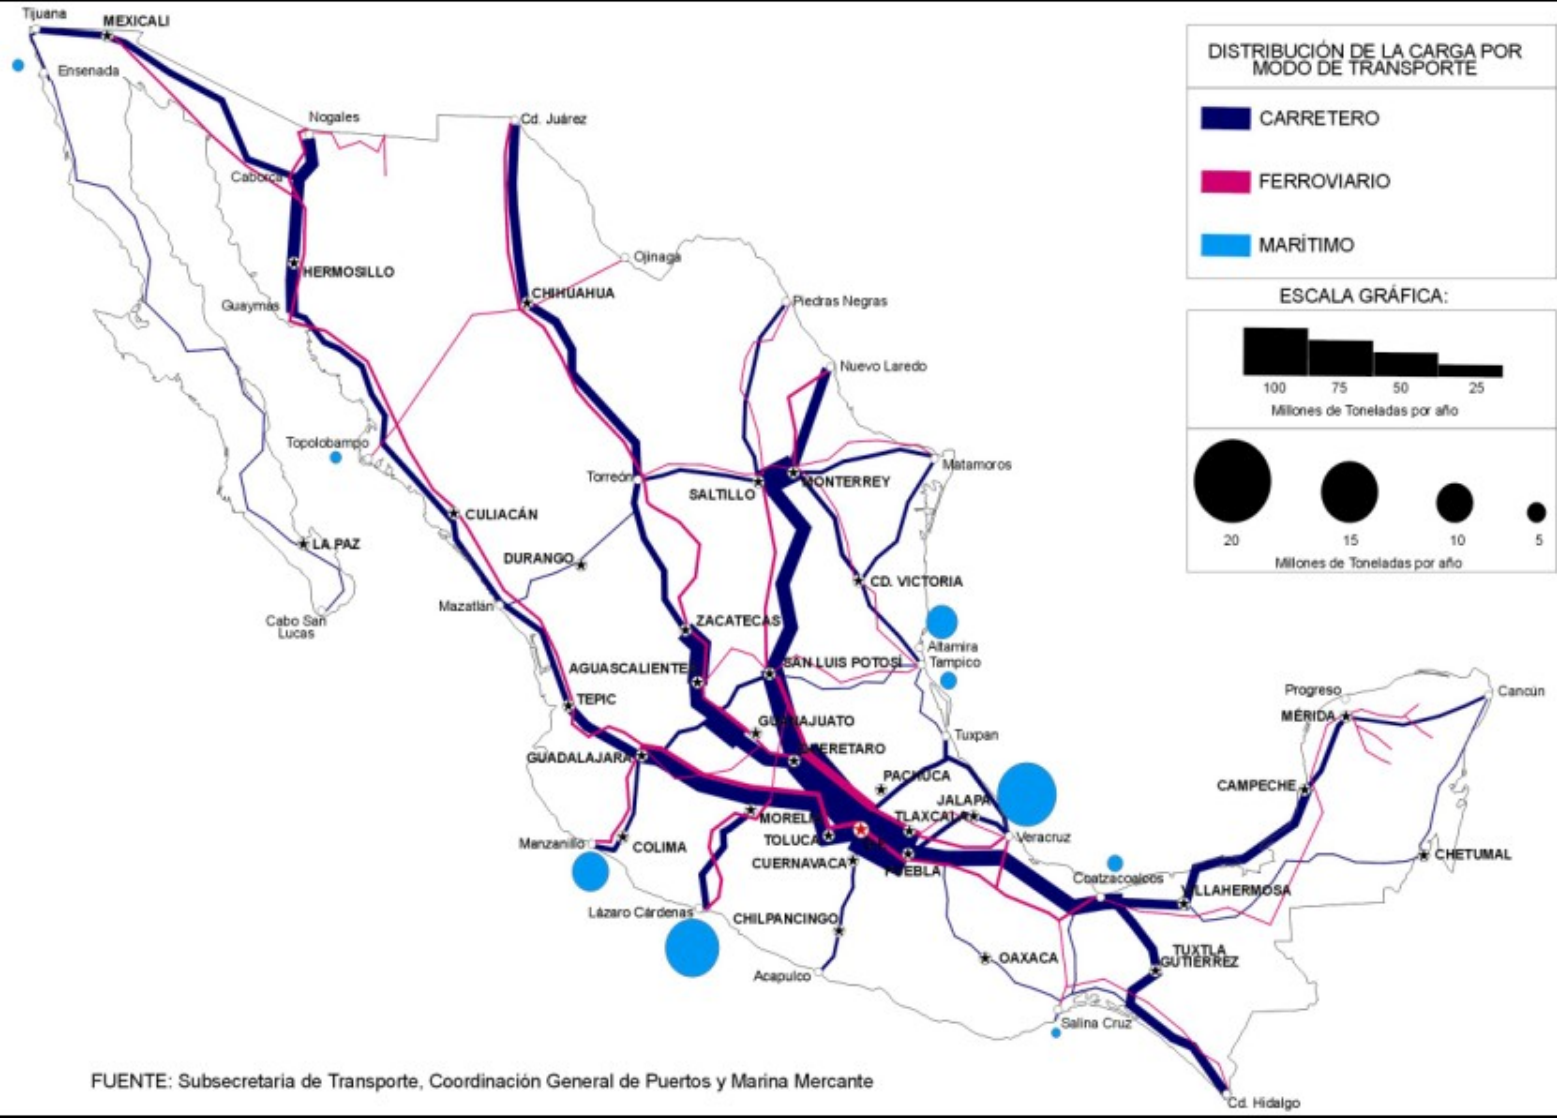 Tijuana
MEXICALI
Ensenada
Nogales
Cd. Juárez
Caborca
HERMOSILLO
Ojinaga
Guaymas
CHIHUAHUA
Piedras Negras
Nuevo Laredo
Topolobampo
Torreón
SALTILLO
MONTERREY
Matamoros
CULIACÁN
LA PAZ
DURANGO
CD. VICTORIA
Cabo San
Lucas
Mazatlán
ZACATECAS
Altamira
Tampico
AGUASCALIENTE
SAN LUIS POTOSÍ
TEPIC
GUANAJUATO
Tuxpan
GUADALAJARA
QUERETARO
PACHUCA
JALAPA
MORELIA
TLAXCALA
TOLUCA
Veracruz
Manzanillo
COLIMA
CUERNAVACA
PUEBLA
Lázaro Cárdenas
CHILPANCINGO
Acapulco
OAXACA
Coatzacoalcos
VILLAHERMOSA
TUXTLA
GUTIÉRREZ
Salina Cruz
Cd. Hidalgo
Progreso
MÉRIDA
Cancún
CAMPECHE
CHETUMAL
DISTRIBUCIÓN DE LA CARGA POR
MODO DE TRANSPORTE
CARRETERO
FERROVIARIO
MARÍTIMO
ESCALA GRÁFICA:
100 75 50 25
Millones de Toneladas por año
20 15 10 5
Millones de Toneladas por año
FUENTE: Subsecretaria de Transporte, Coordinación General de Puertos y Marina Mercante